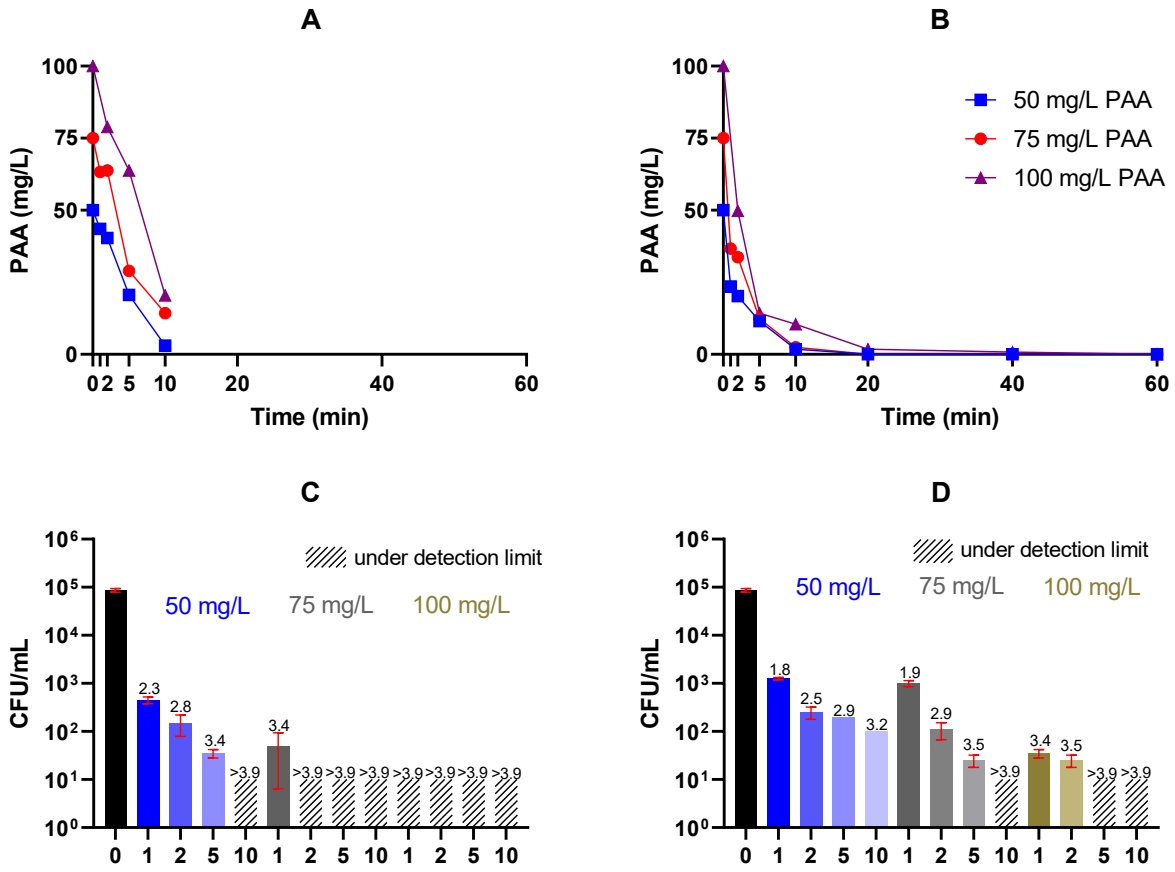 A
B
100
75
50
0
PAA (mg/L)
0 2 5 10 20 40 60
Time (min)
100
75
50
0
PAA (mg/L)
50 mg/L PAA
75 mg/L PAA
100 mg/L PAA
0 2 5 10 20 40 60
Time (min)
C
D
10^6
10^5
10^4
10^3
10^2
10^1
10^0
CFU/mL
under detection limit
50 mg/L 75 mg/L 100 mg/L
2.3 2.8 3.4 >3.9 3.4 >3.9 >3.9 >3.9 >3.9 >3.9 >3.9 >3.9
0 1 2 5 10 1 2 5 10 1 2 5 10
10^6
10^5
10^4
10^3
10^2
10^1
10^0
CFU/mL
under detection limit
50 mg/L 75 mg/L 100 mg/L
1.8 2.5 2.9 3.2 1.9 2.9 3.5 >3.9 3.4 3.5 >3.9 >3.9
0 1 2 5 10 1 2 5 10 1 2 5 10